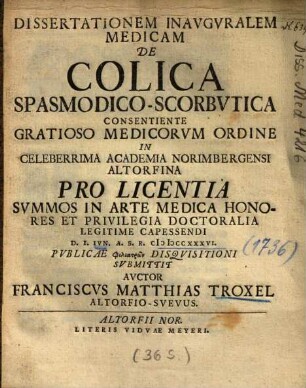 DISSERTATIONEM INAVGVRALEM
MEDICAM
DE
COLICA
SPASMODICO-SCORBVTICA
CONSENTIENTE
GRATIOSO MEDICORVM ORDINE
IN
CELEBERRIMA ACADEMIA NORIMBERGENSI
ALTORFINA
PRO LICENTIA
SVMMOS IN ARTE MEDICA HONO-
RES ET PRIVILEGIA DOCTORALIA
LEGITIME CAPESSENDI
D. I. IVN. A. S. R. cIↃIↃCCXXXVI.
(1736)
PVBLICAE DISQVISITIONI
SVBMITTIT
AVCTOR
FRANCISCVS MATTHIAS TROXEL
ALTORFIO-SVEVUS.
ALTORFII NOR.
LITERIS VIDVAE MEYERI.
(36 S.)